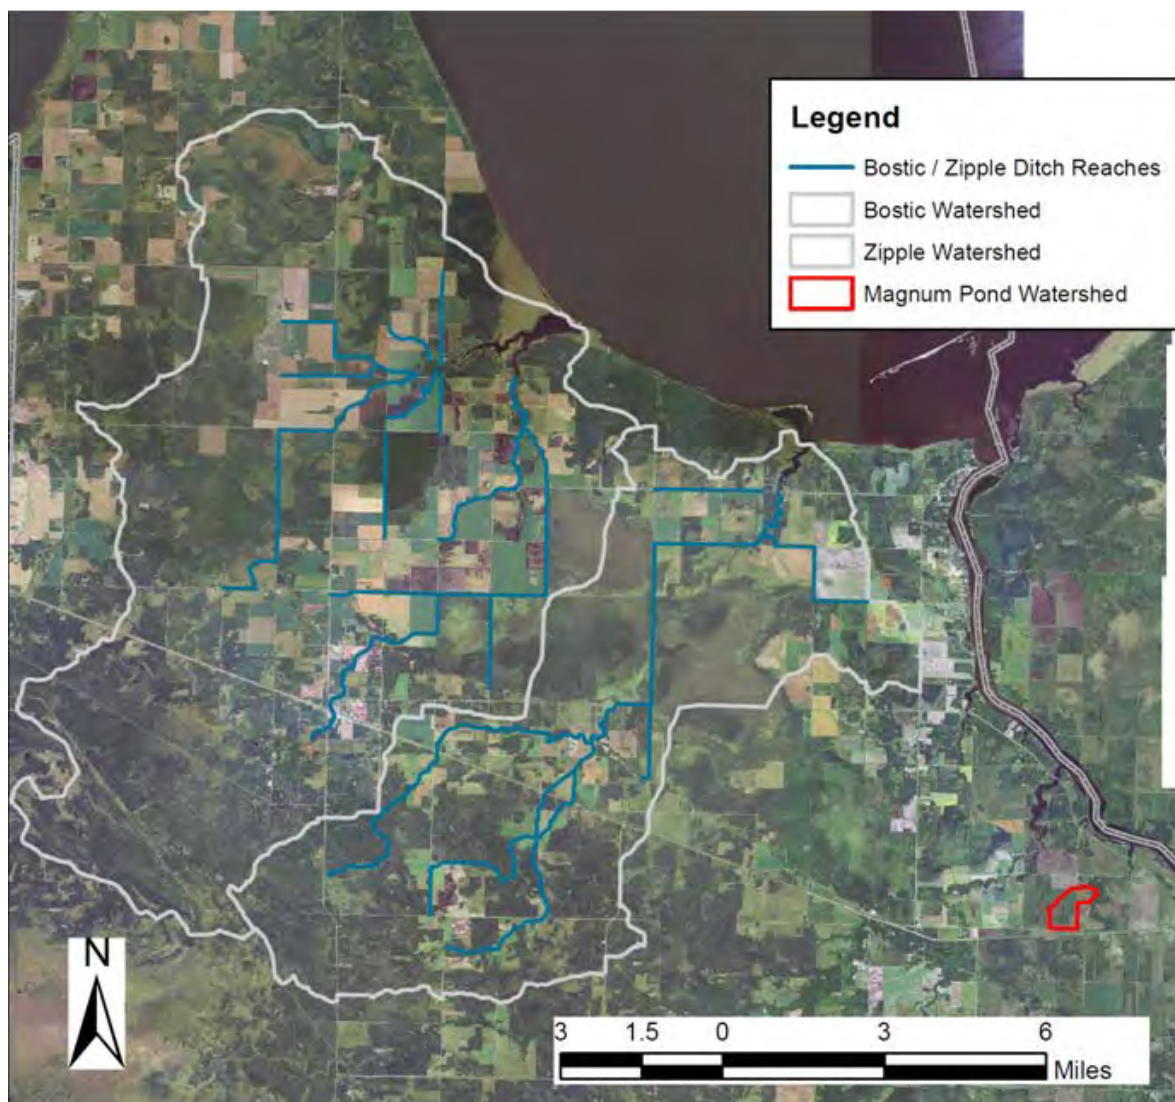 Legend
Bostic / Zipple Ditch Reaches
Bostic Watershed
Zipple Watershed
Magnum Pond Watershed
N
3 1.5 0 3 6
Miles